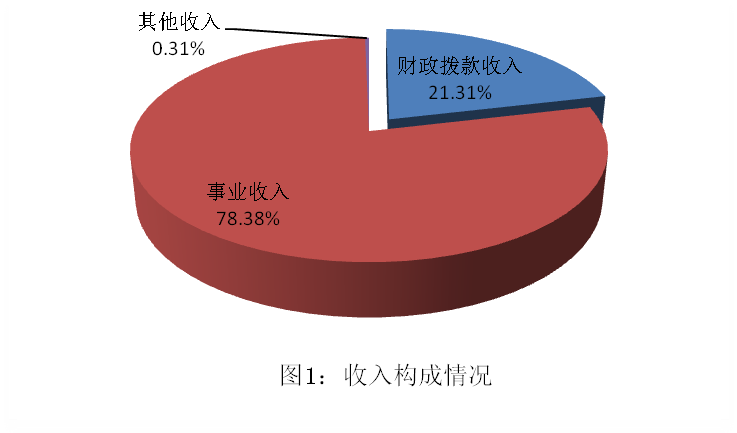 其他收入
0.31%
财政拨款收入
21.31%
事业收入
78.38%
图1：收入构成情况